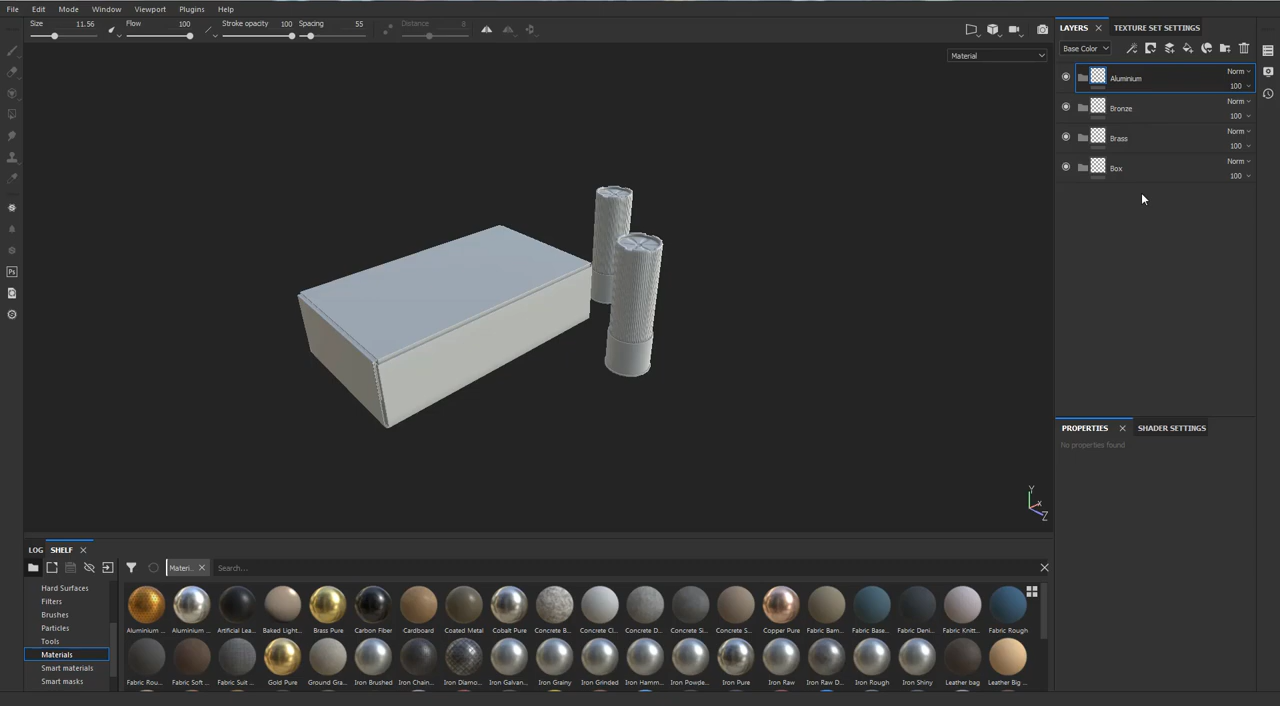 File Edit Mode Window Viewport Plugins Help
Size 11.56 Flow 100 Stroke opacity 100 Spacing 55 Distance 8
LAYERS TEXTURE SET SETTINGS
Base Color
Material
Aluminium Norm 100
Bronze Norm 100
Brass Norm 100
Box Norm 100
Ps
PROPERTIES SHADER SETTINGS
No properties found
Y
X
Z
LOG SHELF
Materi... Search...
Hard Surfaces
Filters
Brushes
Particles
Tools
Materials
Smart materials
Smart masks
Aluminium ... Aluminium ... Artificial Lea... Baked Light... Brass Pure Carbon Fiber Cardboard Coated Metal Cobalt Pure Concrete B... Concrete Cl... Concrete D... Concrete Si... Concrete S... Copper Pure Fabric Bam... Fabric Base... Fabric Deni... Fabric Knitt... Fabric Rough
Fabric Rou... Fabric Soft ... Fabric Suit ... Gold Pure Ground Gra... Iron Brushed Iron Chain... Iron Diamo... Iron Galvan... Iron Grainy Iron Grinded Iron Hamm... Iron Powde... Iron Pure Iron Raw Iron Raw D... Iron Rough Iron Shiny Leather bag Leather Big ...